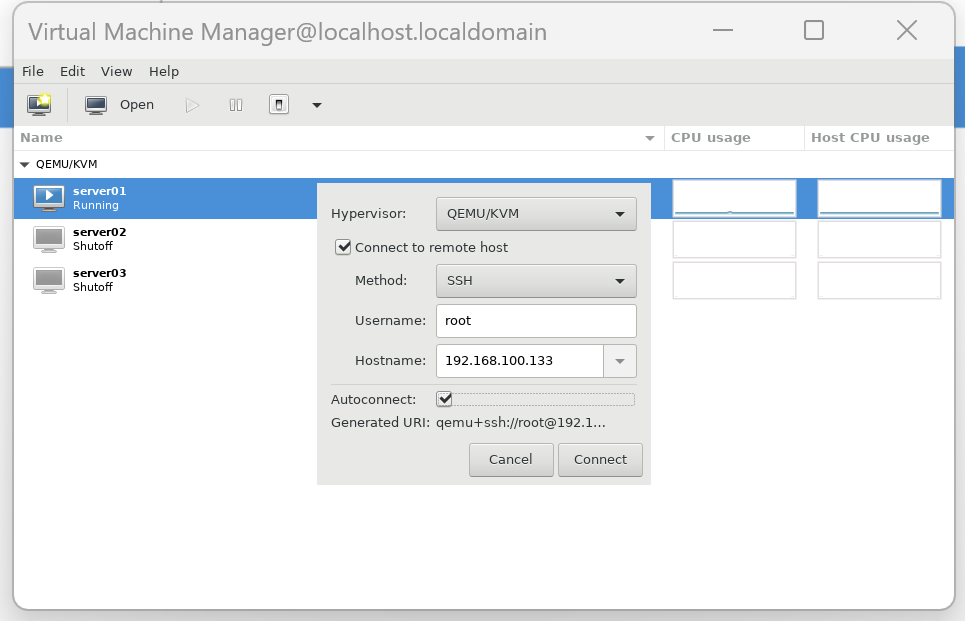 Virtual Machine Manager@localhost.localdomain
File Edit View Help
Open
Name CPU usage Host CPU usage
QEMU/KVM
server01
Running
server02
Shutoff
server03
Shutoff
Hypervisor: QEMU/KVM
Connect to remote host
Method: SSH
Username: root
Hostname: 192.168.100.133
Autoconnect:
Generated URI: qemu+ssh://root@192.1...
Cancel Connect